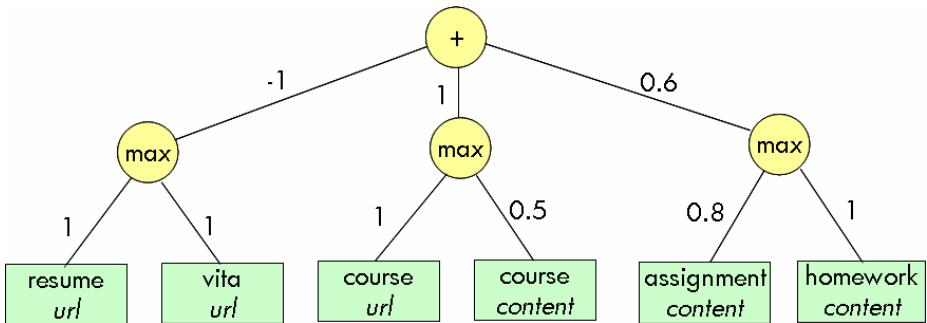 +
-1
1
0.6
max
max
max
1
1
1
0.5
0.8
1
resume
url
vita
url
course
url
course
content
assignment
content
homework
content